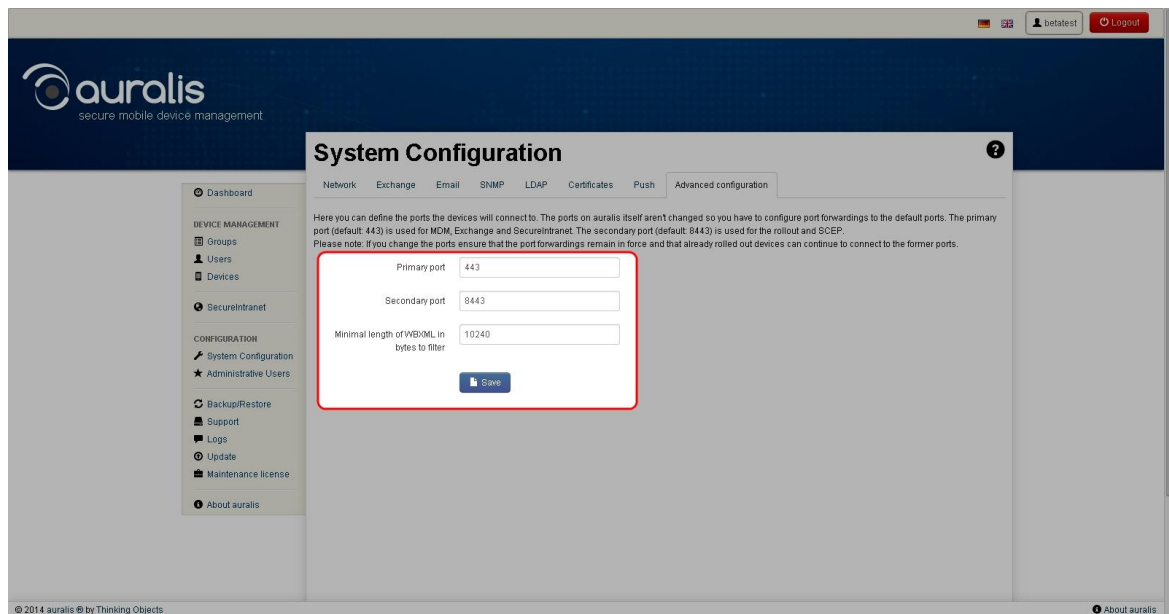 betatest
Logout
auralis
secure mobile device management
System Configuration
Network Exchange Email SNMP LDAP Certificates Push Advanced configuration
Dashboard
DEVICE MANAGEMENT
Groups
Users
Devices
SecureIntranet
CONFIGURATION
System Configuration
Administrative Users
Backup/Restore
Support
Logs
Update
Maintenance license
About auralis
Here you can define the ports the devices will connect to. The ports on auralis itself aren't changed so you have to configure port forwardings to the default ports. The primary
port (default: 443) is used for MDM, Exchange and SecureIntranet. The secondary port (default: 8443) is used for the rollout and SCEP.
Please note: If you change the ports ensure that the port forwardings remain in force and that already rolled out devices can continue to connect to the former ports.
Primary port 443
Secondary port 8443
Minimal length of WBXML in
bytes to filter 10240
Save
© 2014 auralis ® by Thinking Objects
About auralis